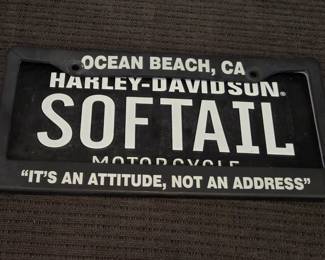 OCEAN BEACH, CA
HARLEY-DAVIDSON®
SOFTAIL
MOTORCYCLE
“IT'S AN ATTITUDE, NOT AN ADDRESS”